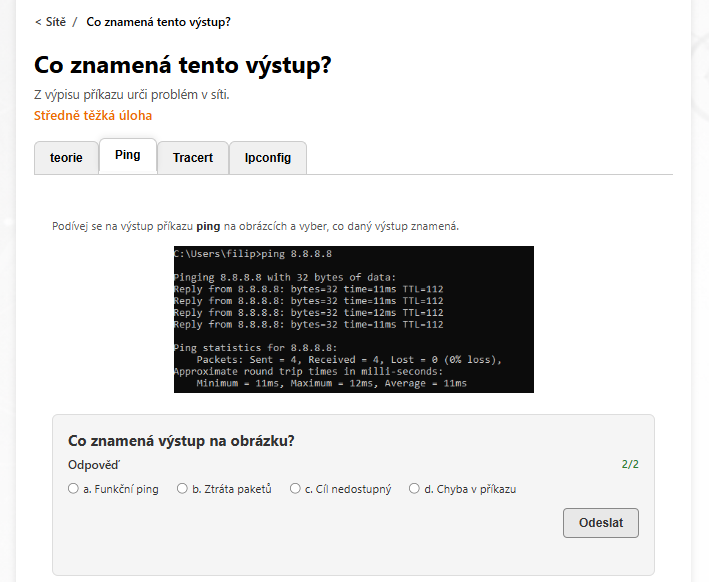 < Sítě / Co znamená tento výstup?
Co znamená tento výstup?
Z výpisu příkazu urči problém v síti.
Středně těžká úloha
teorie Ping Tracert Ipconfig
Podívej se na výstup příkazu ping na obrázcích a vyber, co daný výstup znamená.
C:\Users\filip>ping 8.8.8.8
Pinging 8.8.8.8 with 32 bytes of data:
Reply from 8.8.8.8: bytes=32 time=11ms TTL=112
Reply from 8.8.8.8: bytes=32 time=11ms TTL=112
Reply from 8.8.8.8: bytes=32 time=12ms TTL=112
Reply from 8.8.8.8: bytes=32 time=11ms TTL=112
Ping statistics for 8.8.8.8:
Packets: Sent = 4, Received = 4, Lost = 0 (0% loss),
Approximate round trip times in milli-seconds:
Minimum = 11ms, Maximum = 12ms, Average = 11ms
Co znamená výstup na obrázku?
Odpověď 2/2
a. Funkční ping b. Ztráta paketů c. Cíl nedostupný d. Chyba v příkazu
Odeslat